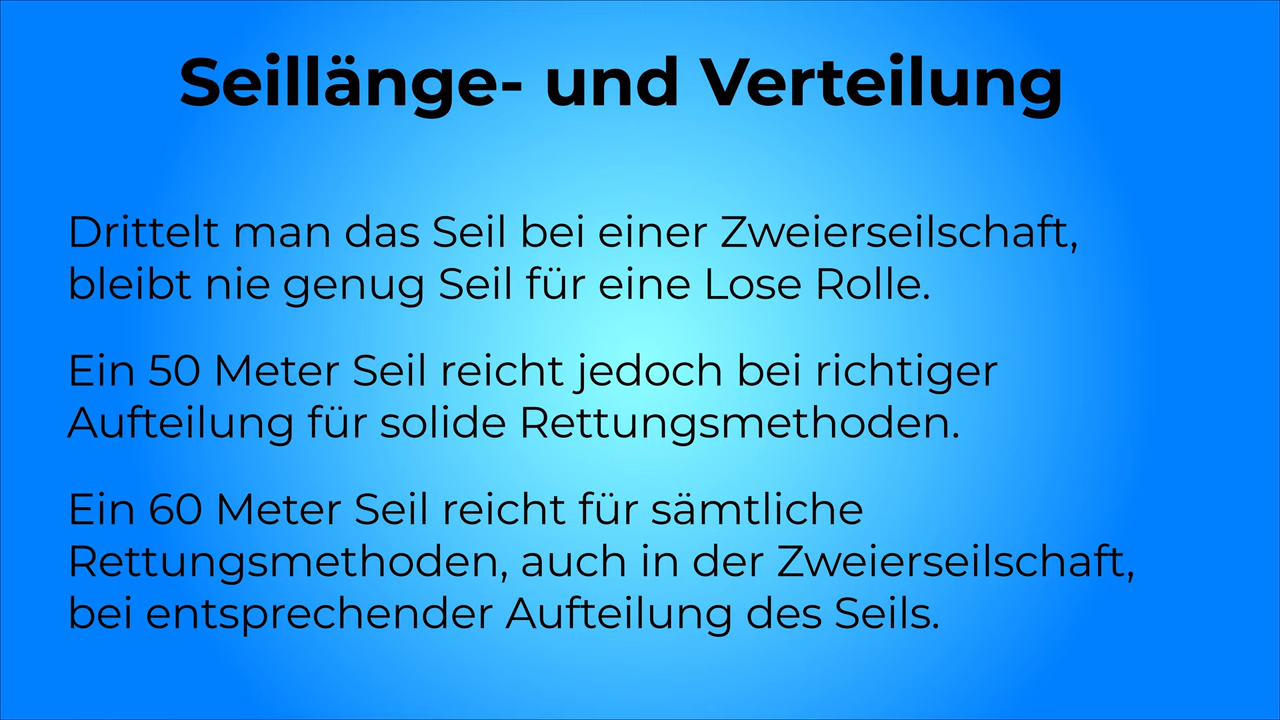 Seillänge- und Verteilung
Drittelt man das Seil bei einer Zweierseilschaft,
bleibt nie genug Seil für eine Lose Rolle.
Ein 50 Meter Seil reicht jedoch bei richtiger
Aufteilung für solide Rettungsmethoden.
Ein 60 Meter Seil reicht für sämtliche
Rettungsmethoden, auch in der Zweierseilschaft,
bei entsprechender Aufteilung des Seils.